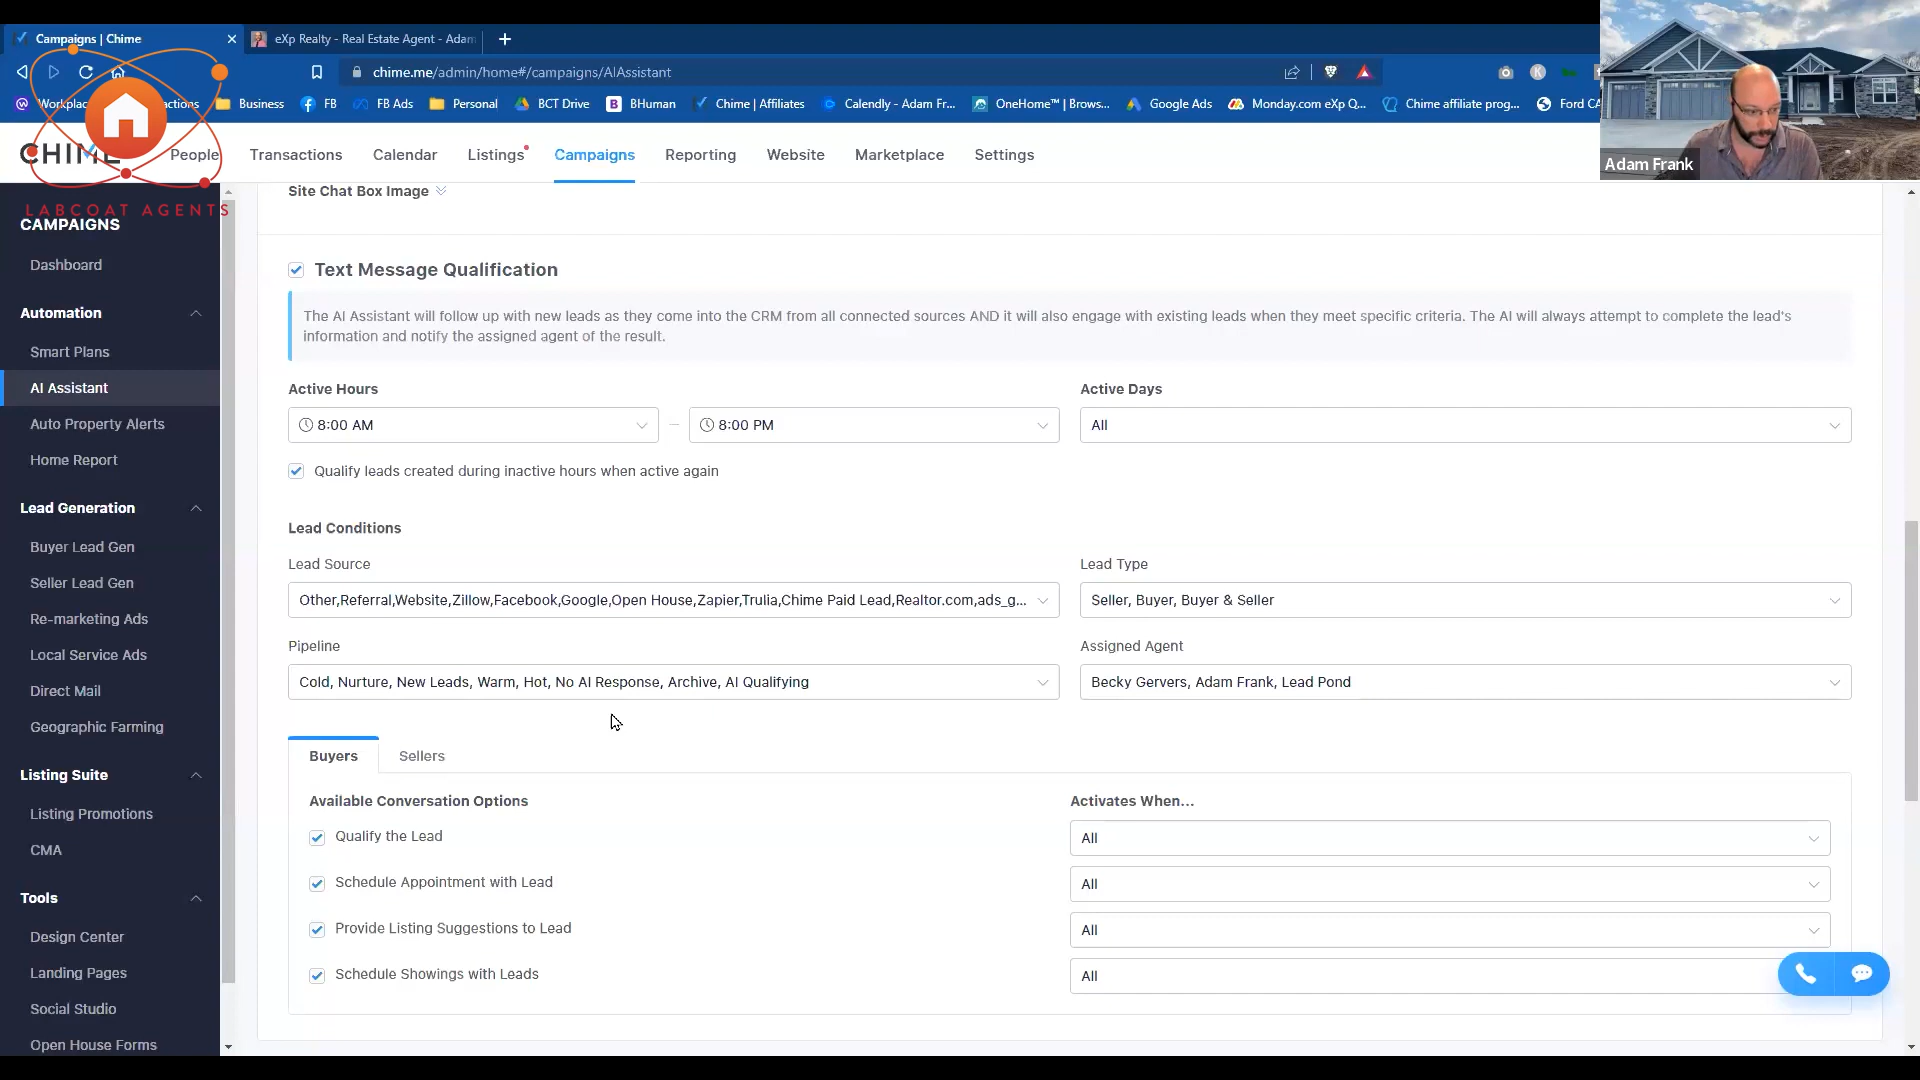 Campaigns | Chime
eXp Realty - Real Estate Agent - Adam
chime.me/admin/home#/campaigns/AIAssistant
Business
FB
FB Ads
Personal
BCT Drive
BHuman
Chime | Affiliates
Calendly - Adam Fr...
OneHome™ | Brows...
Google Ads
Monday.com eXp Q...
Chime affiliate prog...
Ford CA
Adam Frank
CHIME
People
Transactions
Calendar
Listings
Campaigns
Reporting
Website
Marketplace
Settings
LABCOAT AGENTS
CAMPAIGNS
Dashboard
Automation
Smart Plans
AI Assistant
Auto Property Alerts
Home Report
Lead Generation
Buyer Lead Gen
Seller Lead Gen
Re-marketing Ads
Local Service Ads
Direct Mail
Geographic Farming
Listing Suite
Listing Promotions
CMA
Tools
Design Center
Landing Pages
Social Studio
Open House Forms
Site Chat Box Image
Text Message Qualification
The AI Assistant will follow up with new leads as they come into the CRM from all connected sources AND it will also engage with existing leads when they meet specific criteria. The AI will always attempt to complete the lead's
information and notify the assigned agent of the result.
Active Hours
Active Days
8:00 AM – 8:00 PM
All
Qualify leads created during inactive hours when active again
Lead Conditions
Lead Source
Lead Type
Other,Referral,Website,Zillow,Facebook,Google,Open House,Zapier,Trulia,Chime Paid Lead,Realtor.com,ads_g...
Seller, Buyer, Buyer & Seller
Pipeline
Assigned Agent
Cold, Nurture, New Leads, Warm, Hot, No AI Response, Archive, AI Qualifying
Becky Gervers, Adam Frank, Lead Pond
Buyers
Sellers
Available Conversation Options
Activates When...
Qualify the Lead
All
Schedule Appointment with Lead
All
Provide Listing Suggestions to Lead
All
Schedule Showings with Leads
All